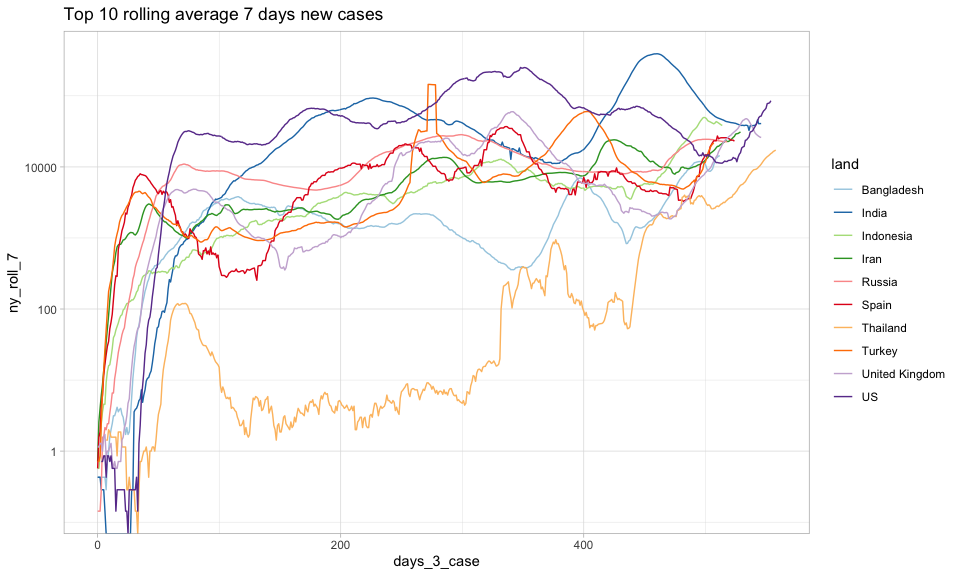 Top 10 rolling average 7 days new cases
10000
100
1
ny_roll_7
0
200
400
days_3_case
land
Bangladesh
India
Indonesia
Iran
Russia
Spain
Thailand
Turkey
United Kingdom
US